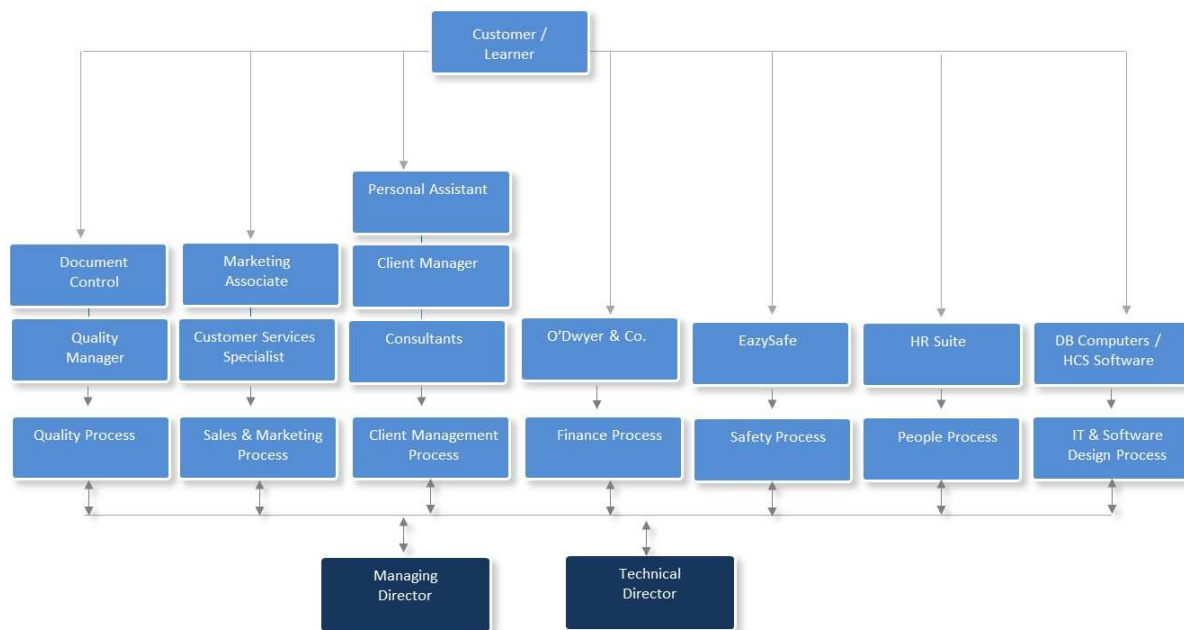 Customer /
Learner
Personal Assistant
Document
Control
Marketing
Associate
Client Manager
Quality
Manager
Customer Services
Specialist
Consultants
O'Dwyer & Co.
EazySafe
HR Suite
DB Computers /
HCS Software
Quality Process
Sales & Marketing
Process
Client Management
Process
Finance Process
Safety Process
People Process
IT & Software
Design Process
Managing
Director
Technical
Director